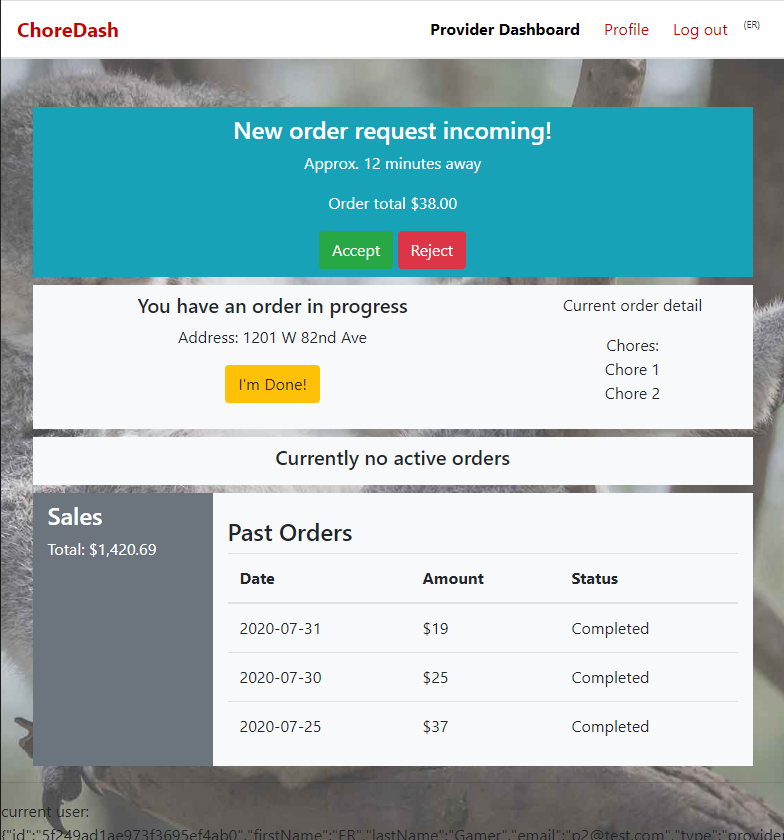 ChoreDash Provider Dashboard Profile Log out (ER)
New order request incoming!
Approx. 12 minutes away
Order total $38.00
Accept Reject
You have an order in progress
Address: 1201 W 82nd Ave
I'm Done!
Current order detail
Chores:
Chore 1
Chore 2
Currently no active orders
Sales
Total: $1,420.69
Past Orders
Date Amount Status
2020-07-31 $19 Completed
2020-07-30 $25 Completed
2020-07-25 $37 Completed
current user:
{"id":"5f249ad1ae973f3695ef4ab0","firstName":"ER","lastName":"Gamer","email":"p2@test.com","type":"provide